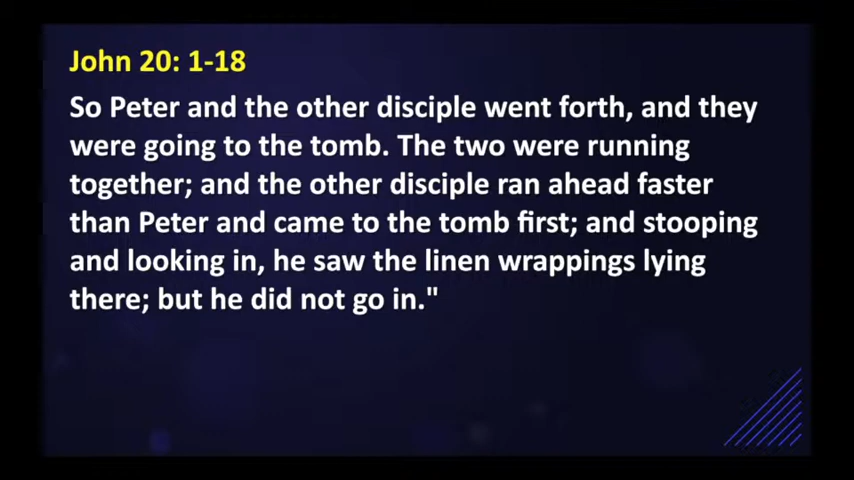 John 20: 1-18
So Peter and the other disciple went forth, and they
were going to the tomb. The two were running
together; and the other disciple ran ahead faster
than Peter and came to the tomb first; and stooping
and looking in, he saw the linen wrappings lying
there; but he did not go in."